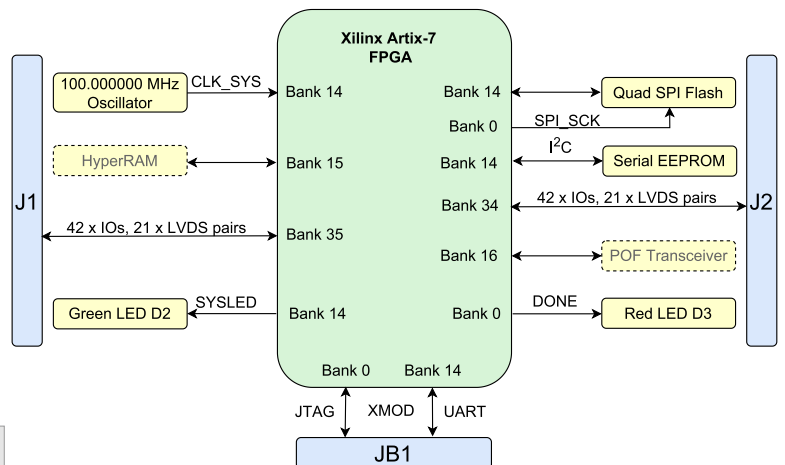 Xilinx Artix-7
FPGA
100.000000 MHz
Oscillator
CLK_SYS
Bank 14
Bank 14
Quad SPI Flash
Bank 0
SPI_SCK
HyperRAM
Bank 15
Bank 14
I²C
Serial EEPROM
J1
42 x IOs, 21 x LVDS pairs
Bank 35
Bank 34
42 x IOs, 21 x LVDS pairs
J2
Bank 16
POF Transceiver
Green LED D2
SYSLED
Bank 14
Bank 0
DONE
Red LED D3
Bank 0
Bank 14
JTAG
XMOD
UART
JB1